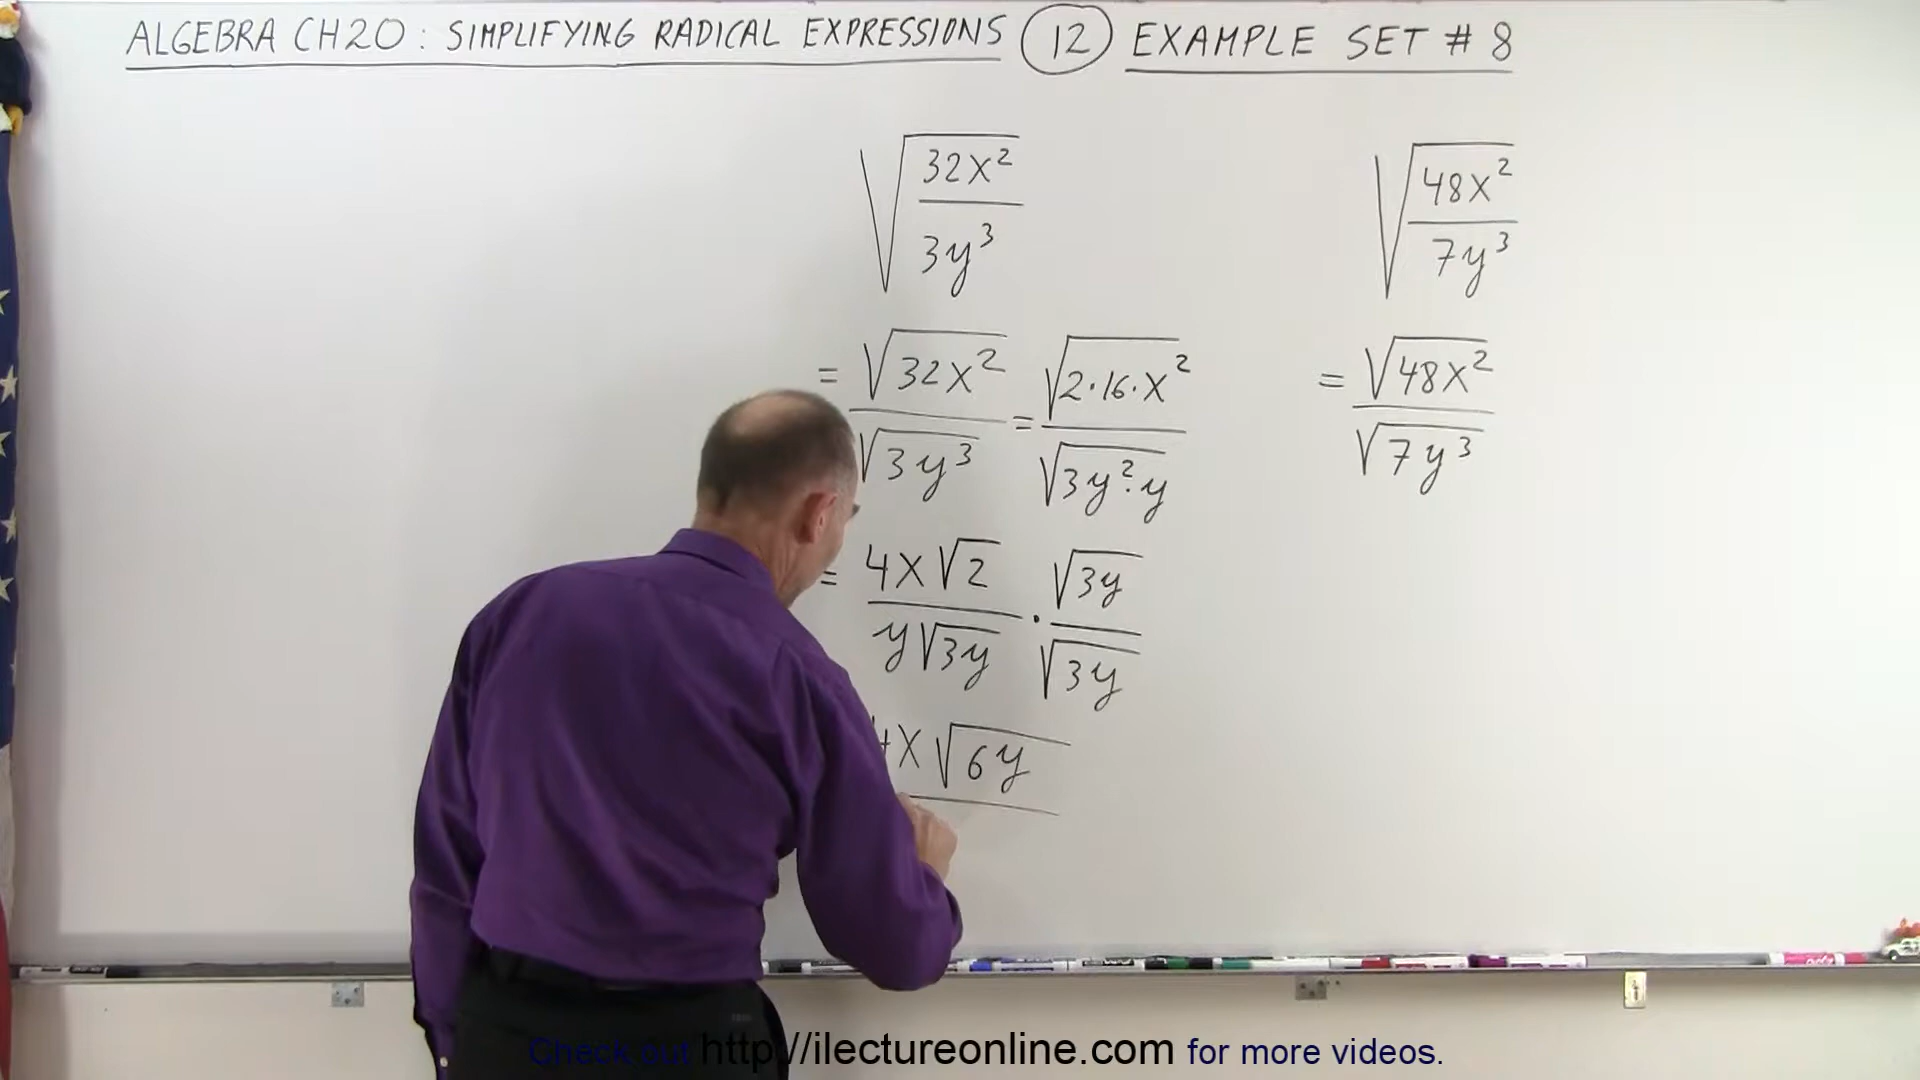 ALGEBRA CH20: SIMPLIFYING RADICAL EXPRESSIONS 12 EXAMPLE SET # 8
√(32x²/3y³)
= √32x²/√3y³ = √2·16·x²/√3y²·y
= 4x√2/y√3y · √3y/√3y
4x√6y
√(48x²/7y³)
= √48x²/√7y³
Check out http://ilectureonline.com for more videos.